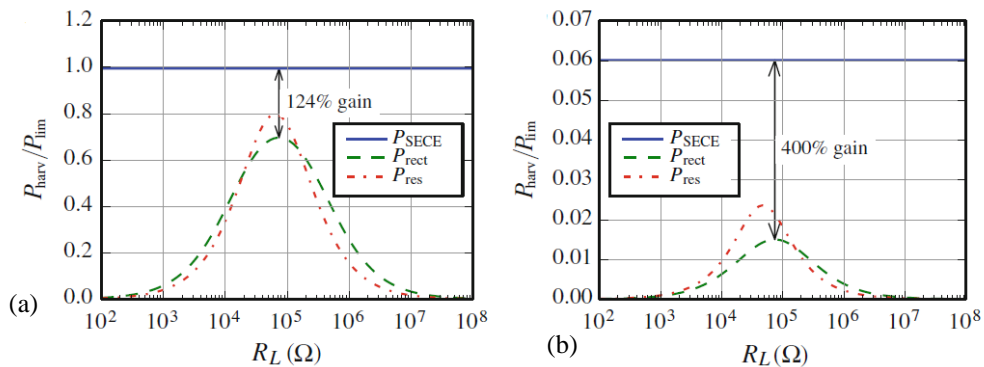 (a)
P_harv/P_lim
1.2
1.0
0.8
0.6
0.4
0.2
0.0
124% gain
P_SECE
P_rect
P_res
10^2 10^3 10^4 10^5 10^6 10^7 10^8
R_L (Ω)
(b)
P_harv/P_lim
0.07
0.06
0.05
0.04
0.03
0.02
0.01
0.00
400% gain
P_SECE
P_rect
P_res
10^2 10^3 10^4 10^5 10^6 10^7 10^8
R_L (Ω)